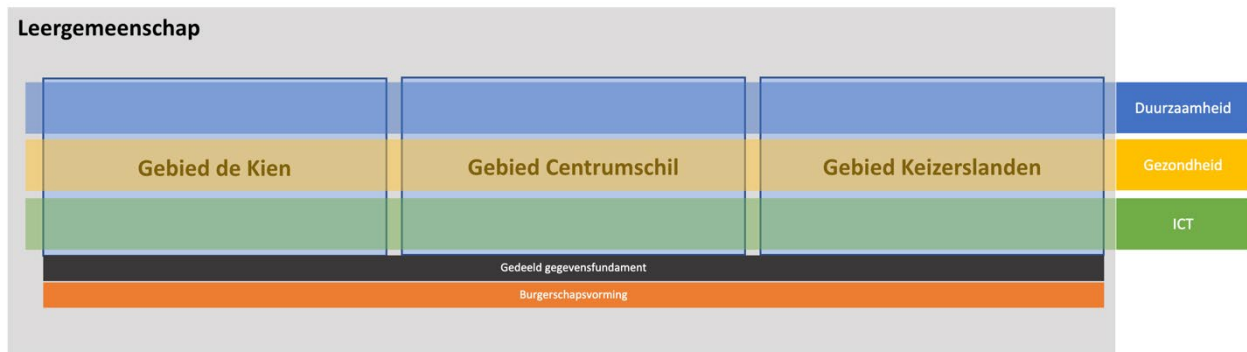 Leergemeenschap
Duurzaamheid
Gebied de Kien
Gebied Centrumschil
Gebied Keizerslanden
Gezondheid
ICT
Gedeeld gegevensfundament
Burgerschapsvorming